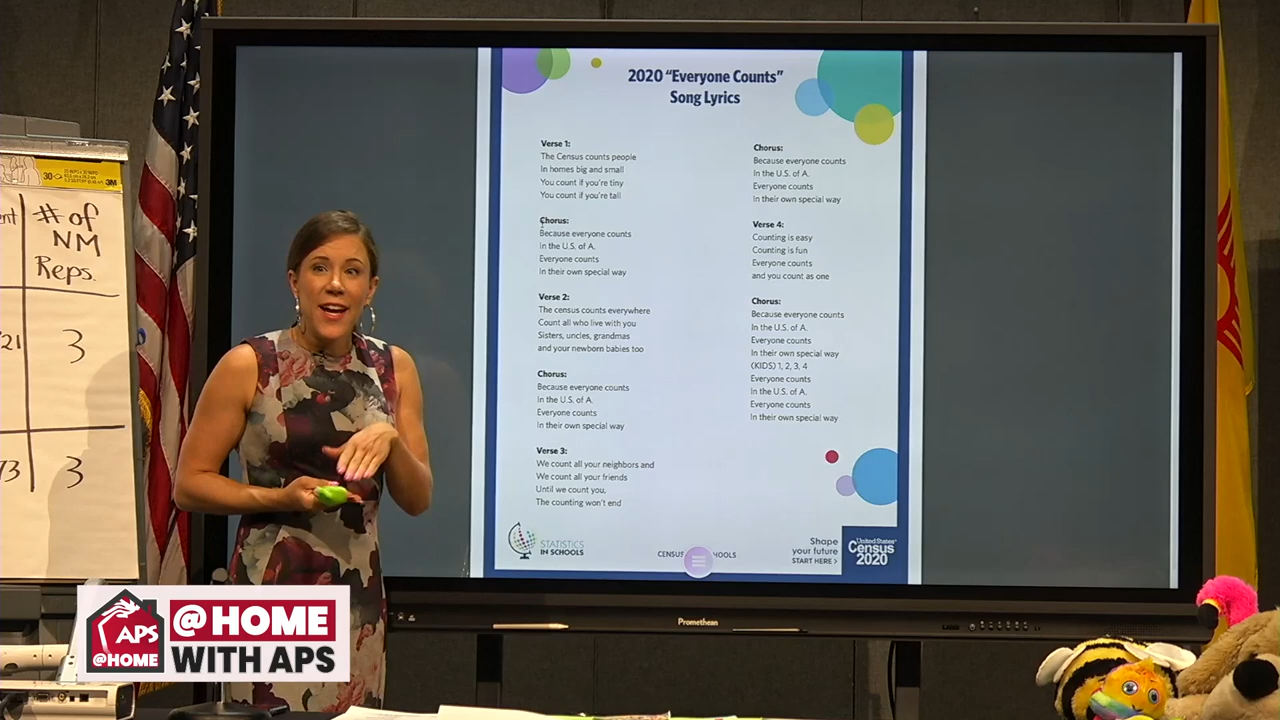 30
3M
ent
# of
NM
Reps.
21
3
73
3
2020 "Everyone Counts"
Song Lyrics
Verse 1:
The Census counts people
In homes big and small
You count if you're tiny
You count if you're tall
Chorus:
Because everyone counts
In the U.S. of A.
Everyone counts
In their own special way
Verse 2:
The census counts everywhere
Count all who live with you
Sisters, uncles, grandmas
and your newborn babies too
Chorus:
Because everyone counts
In the U.S. of A.
Everyone counts
In their own special way
Verse 3:
We count all your neighbors and
We count all your friends
Until we count you,
The counting won't end
Chorus:
Because everyone counts
In the U.S. of A.
Everyone counts
In their own special way
Verse 4:
Counting is easy
Counting is fun
Everyone counts
and you count as one
Chorus:
Because everyone counts
In the U.S. of A.
Everyone counts
In their own special way
(KIDS) 1, 2, 3, 4
Everyone counts
In the U.S. of A.
Everyone counts
In their own special way
STATISTICS
IN SCHOOLS
CENSUS HOOLS
Shape
your future
START HERE >
United States®
Census
2020
Promethean
APS
@HOME
@HOME
WITH APS